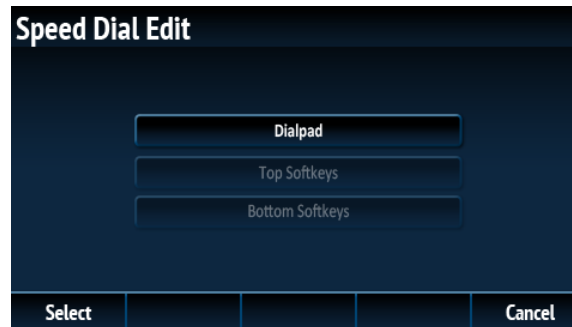 Speed Dial Edit
Dialpad
Top Softkeys
Bottom Softkeys
Select Cancel